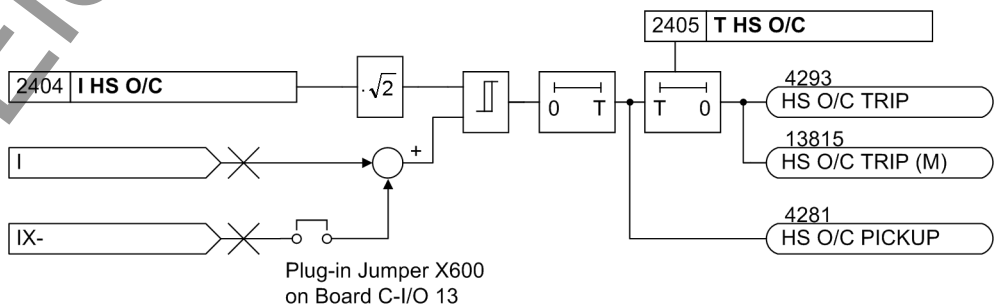 2405 T HS O/C
2404 I HS O/C
·√2
0 T
T 0
4293
HS O/C TRIP
13815
HS O/C TRIP (M)
I
+
IX-
4281
HS O/C PICKUP
Plug-in Jumper X600
on Board C-I/O 13